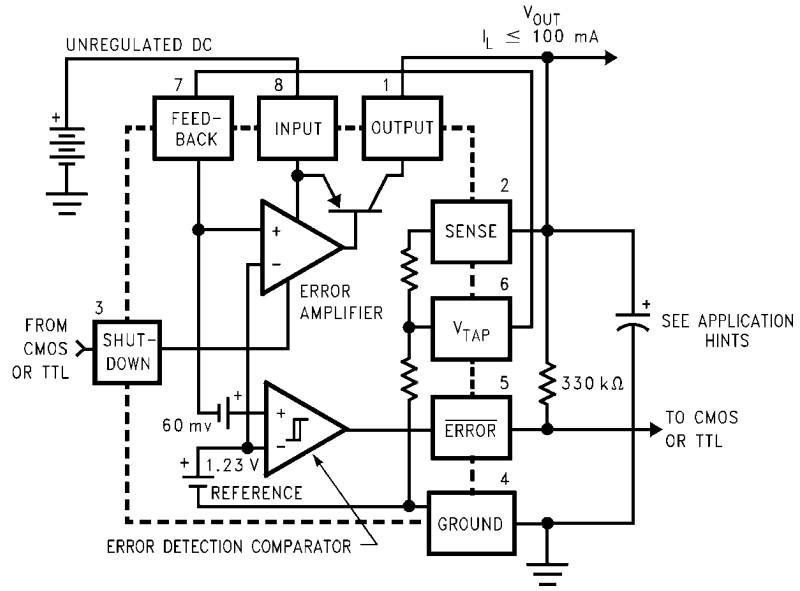 UNREGULATED DC
V_OUT
I_L ≤ 100 mA
7
8
1
FEED-
BACK
INPUT
OUTPUT
+
2
SENSE
+
−
ERROR
AMPLIFIER
6
V_TAP
3
FROM
CMOS
OR TTL
SHUT-
DOWN
+
SEE APPLICATION
HINTS
5
330 kΩ
60 mv
+
+
−
ERROR
TO CMOS
OR TTL
+
1.23 V
REFERENCE
4
GROUND
ERROR DETECTION COMPARATOR